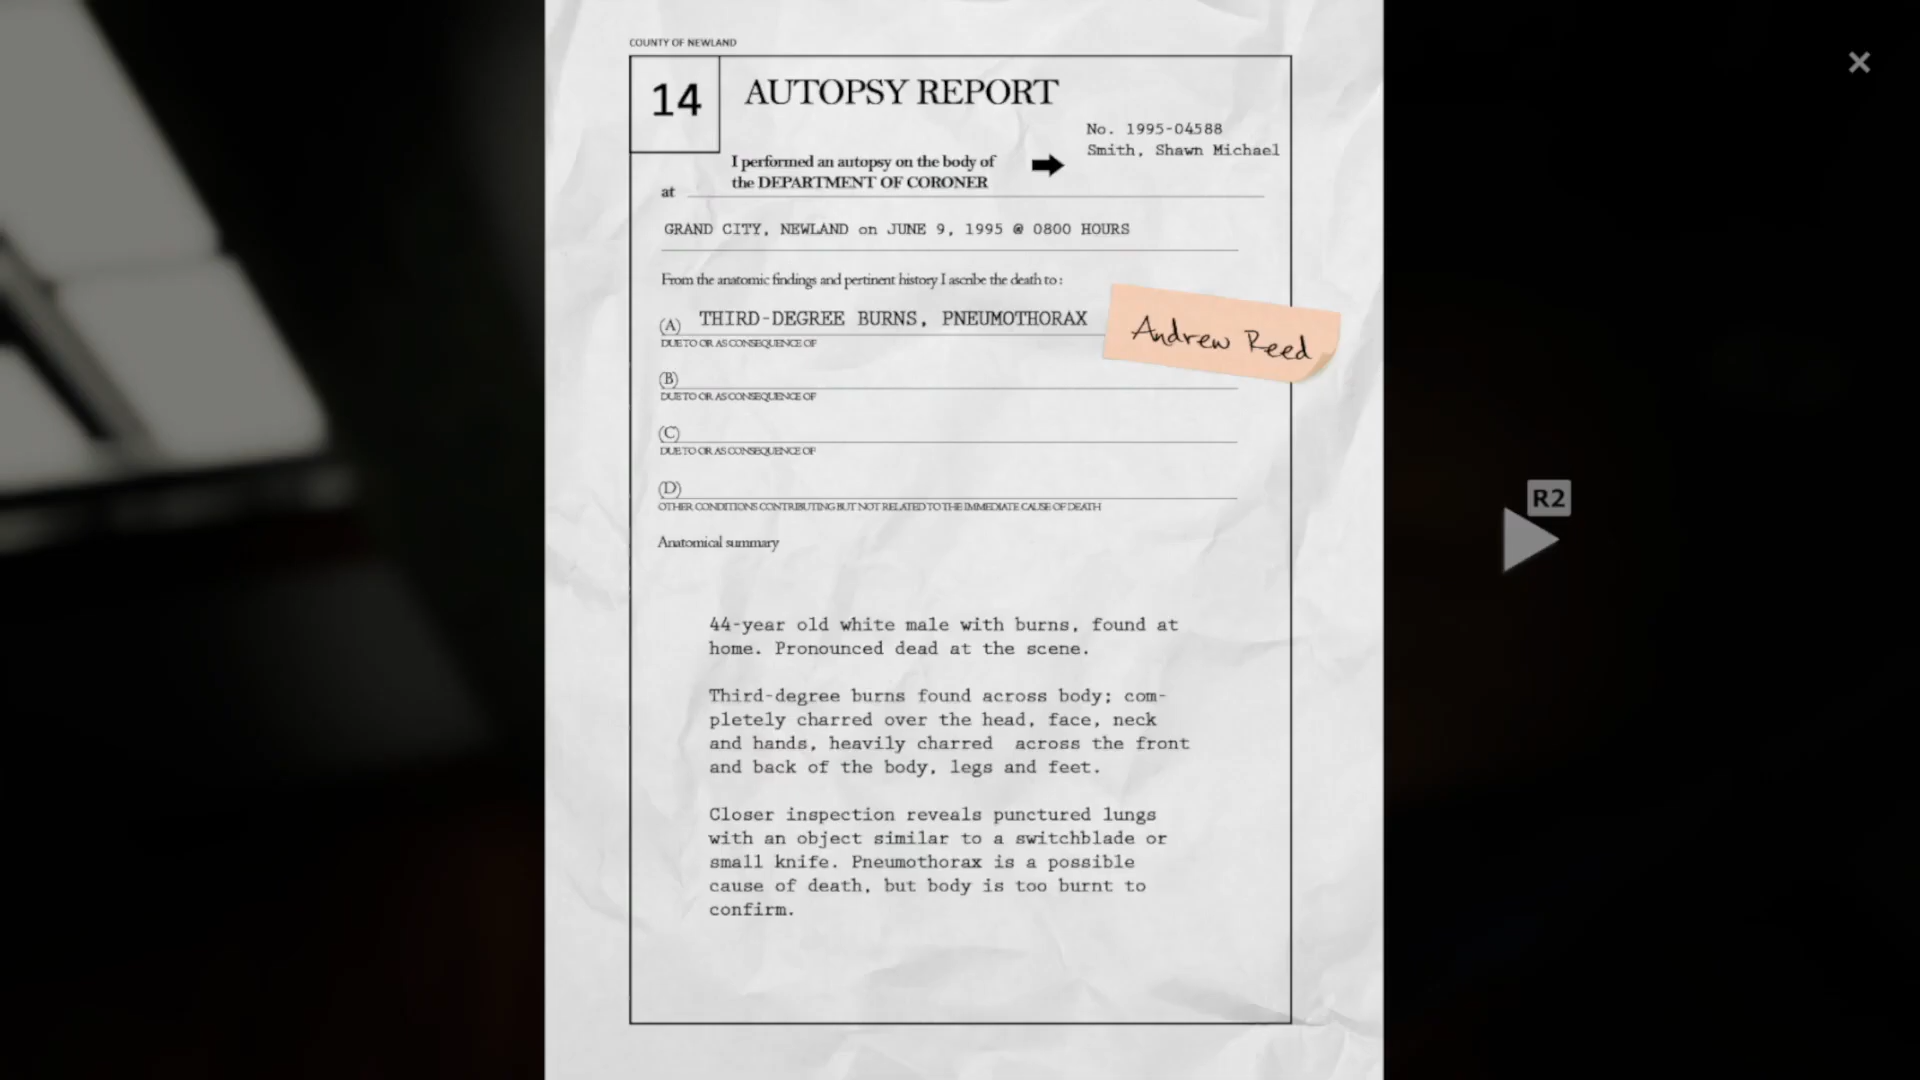 COUNTY OF NEWLAND
14
AUTOPSY REPORT
No. 1995-04588
Smith, Shawn Michael
I performed an autopsy on the body of
the DEPARTMENT OF CORONER
at
GRAND CITY, NEWLAND on JUNE 9, 1995 @ 0800 HOURS
From the anatomic findings and pertinent history I ascribe the death to:
(A) THIRD-DEGREE BURNS, PNEUMOTHORAX
Andrew Reed
DUE TO OR AS CONSEQUENCE OF
(B)
DUE TO OR AS CONSEQUENCE OF
(C)
DUE TO OR AS CONSEQUENCE OF
(D)
OTHER CONDITIONS CONTRIBUTING BUT NOT RELATED TO THE IMMEDIATE CAUSE OF DEATH
R2
Anatomical summary
44-year old white male with burns, found at
home. Pronounced dead at the scene.
Third-degree burns found across body; com-
pletely charred over the head, face, neck
and hands, heavily charred across the front
and back of the body, legs and feet.
Closer inspection reveals punctured lungs
with an object similar to a switchblade or
small knife. Pneumothorax is a possible
cause of death, but body is too burnt to
confirm.